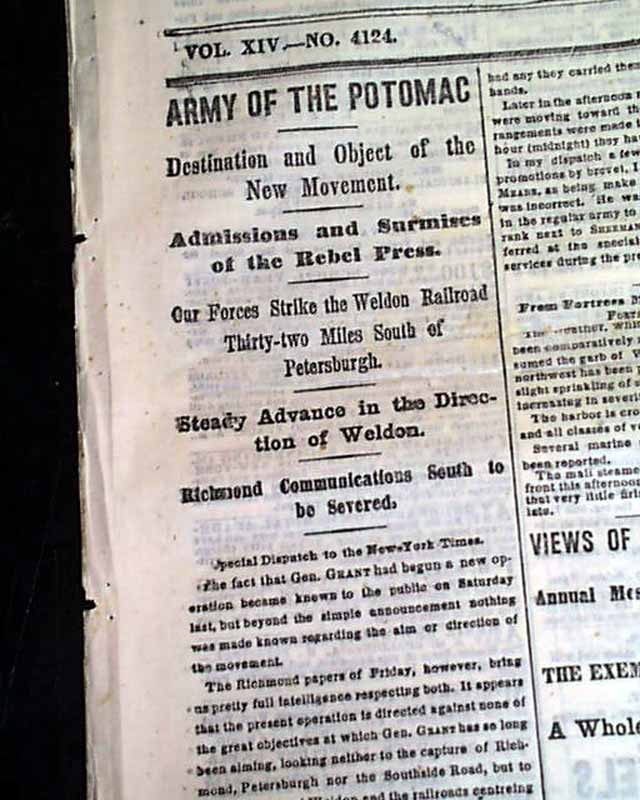 VOL. XIV.—NO. 4124.
ARMY OF THE POTOMAC
Destination and Object of the
New Movement.
Admissions and Surmises
of the Rebel Press.
Our Forces Strike the Weldon Railroad
Thirty-two Miles South of
Petersburgh.
Steady Advance in the Direc-
tion of Weldon.
Richmond Communications South to
be Severed.
Special Dispatch to the New-York Times.
The fact that Gen. GRANT had begun a new op-
eration became known to the public on Saturday
last, but beyond the simple announcement nothing
was made known regarding the aim or direction of
the movement.
The Richmond papers of Friday, however, bring
us pretty full intelligence respecting both. It appears
that the present operation is directed against none of
the great objectives at which Gen. GRANT has so long
been aiming, looking neither to the capture of Rich-
mond, Petersburgh nor the Southside Road, but to
Weldon and the railroads centreing
had any they carried them
hands.
Later in the afternoon
were moving toward th
rangements were made t
hour (midnight) they ha
In my dispatch a few
promotions by brevet, I
MEANS, as being make
was incorrect. He was
in the regular army to
rank next to SHERMAN
ferred at the special
services during the pre
From Fortress M
The weather, whi
been comparatively
sumed the garb of W
northwest has been
slight sprinkling of
increasing in severit
The harbor is cro
and all classes of ve
Several marine
been reported.
The mail steame
front this afternoon
that very little firi
late.
VIEWS OF
Annual Mes
THE EXEM
A Whole